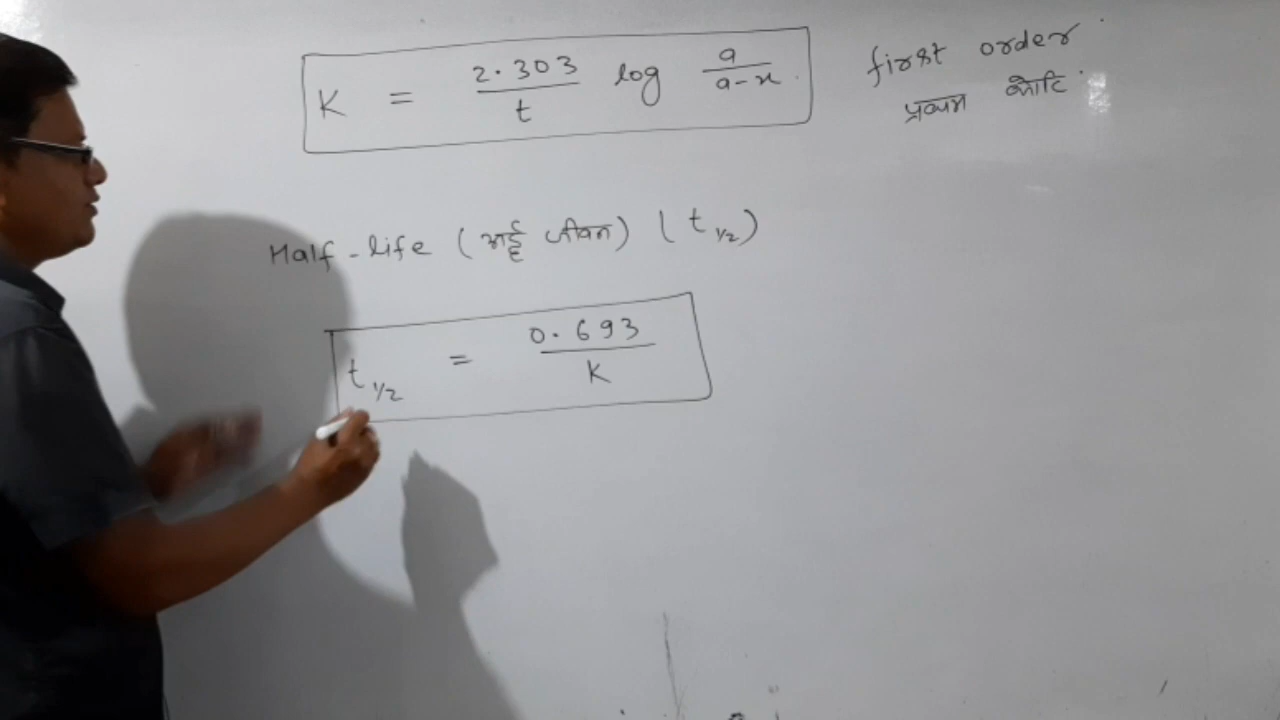 K = 2.303/t log a/a-x first order
प्रथम कोटि
Half-life (अर्द्ध जीवन) (t 1/2)
t 1/2 = 0.693/K